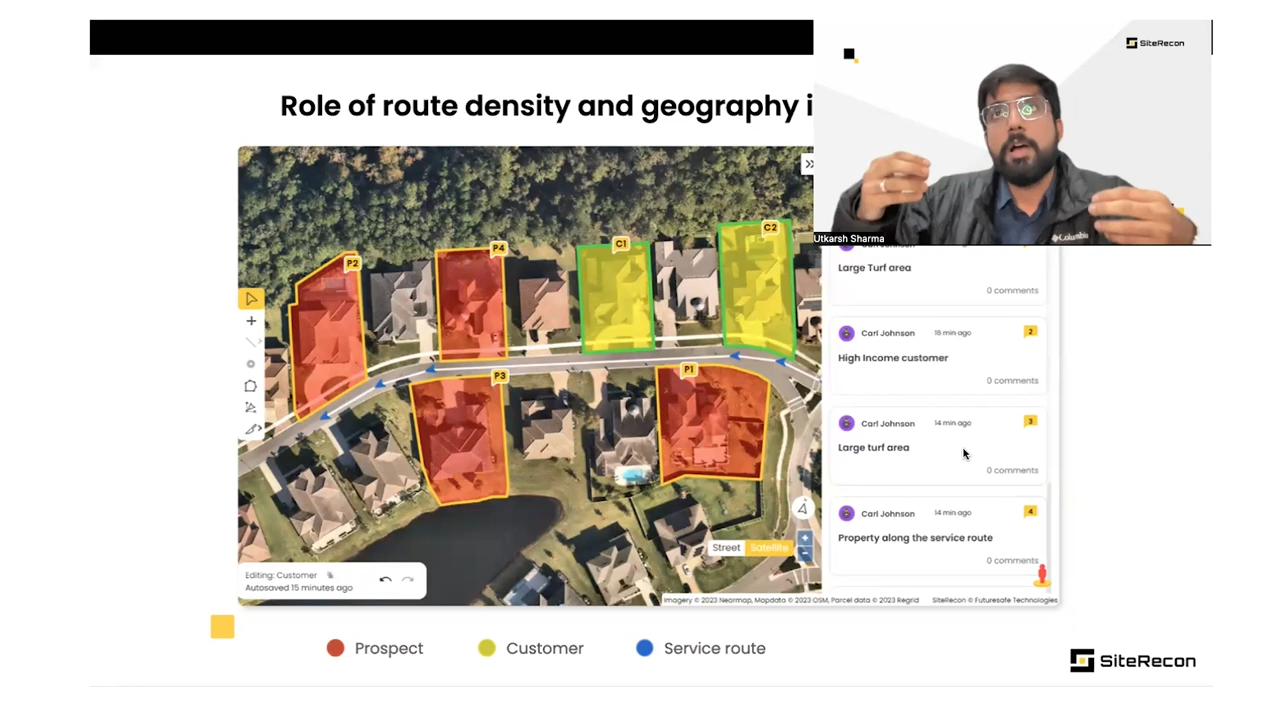 Role of route density and geography i
SiteRecon
Columbia
Utkarsh Sharma
P2
P4
C1
C2
P3
P1
Large Turf area
0 comments
Carl Johnson
2
High Income customer
0 comments
Carl Johnson
14 min ago
3
Large turf area
0 comments
Carl Johnson
14 min ago
4
Property along the service route
0 comments
Street
Satellite
Editing: Customer
Autosaved 15 minutes ago
Imagery © 2023 Nearmap, Mapdata © 2023 OSM, Parcel data © 2023 Regrid
SiteRecon © Futuresafe Technologies
Prospect
Customer
Service route
SiteRecon